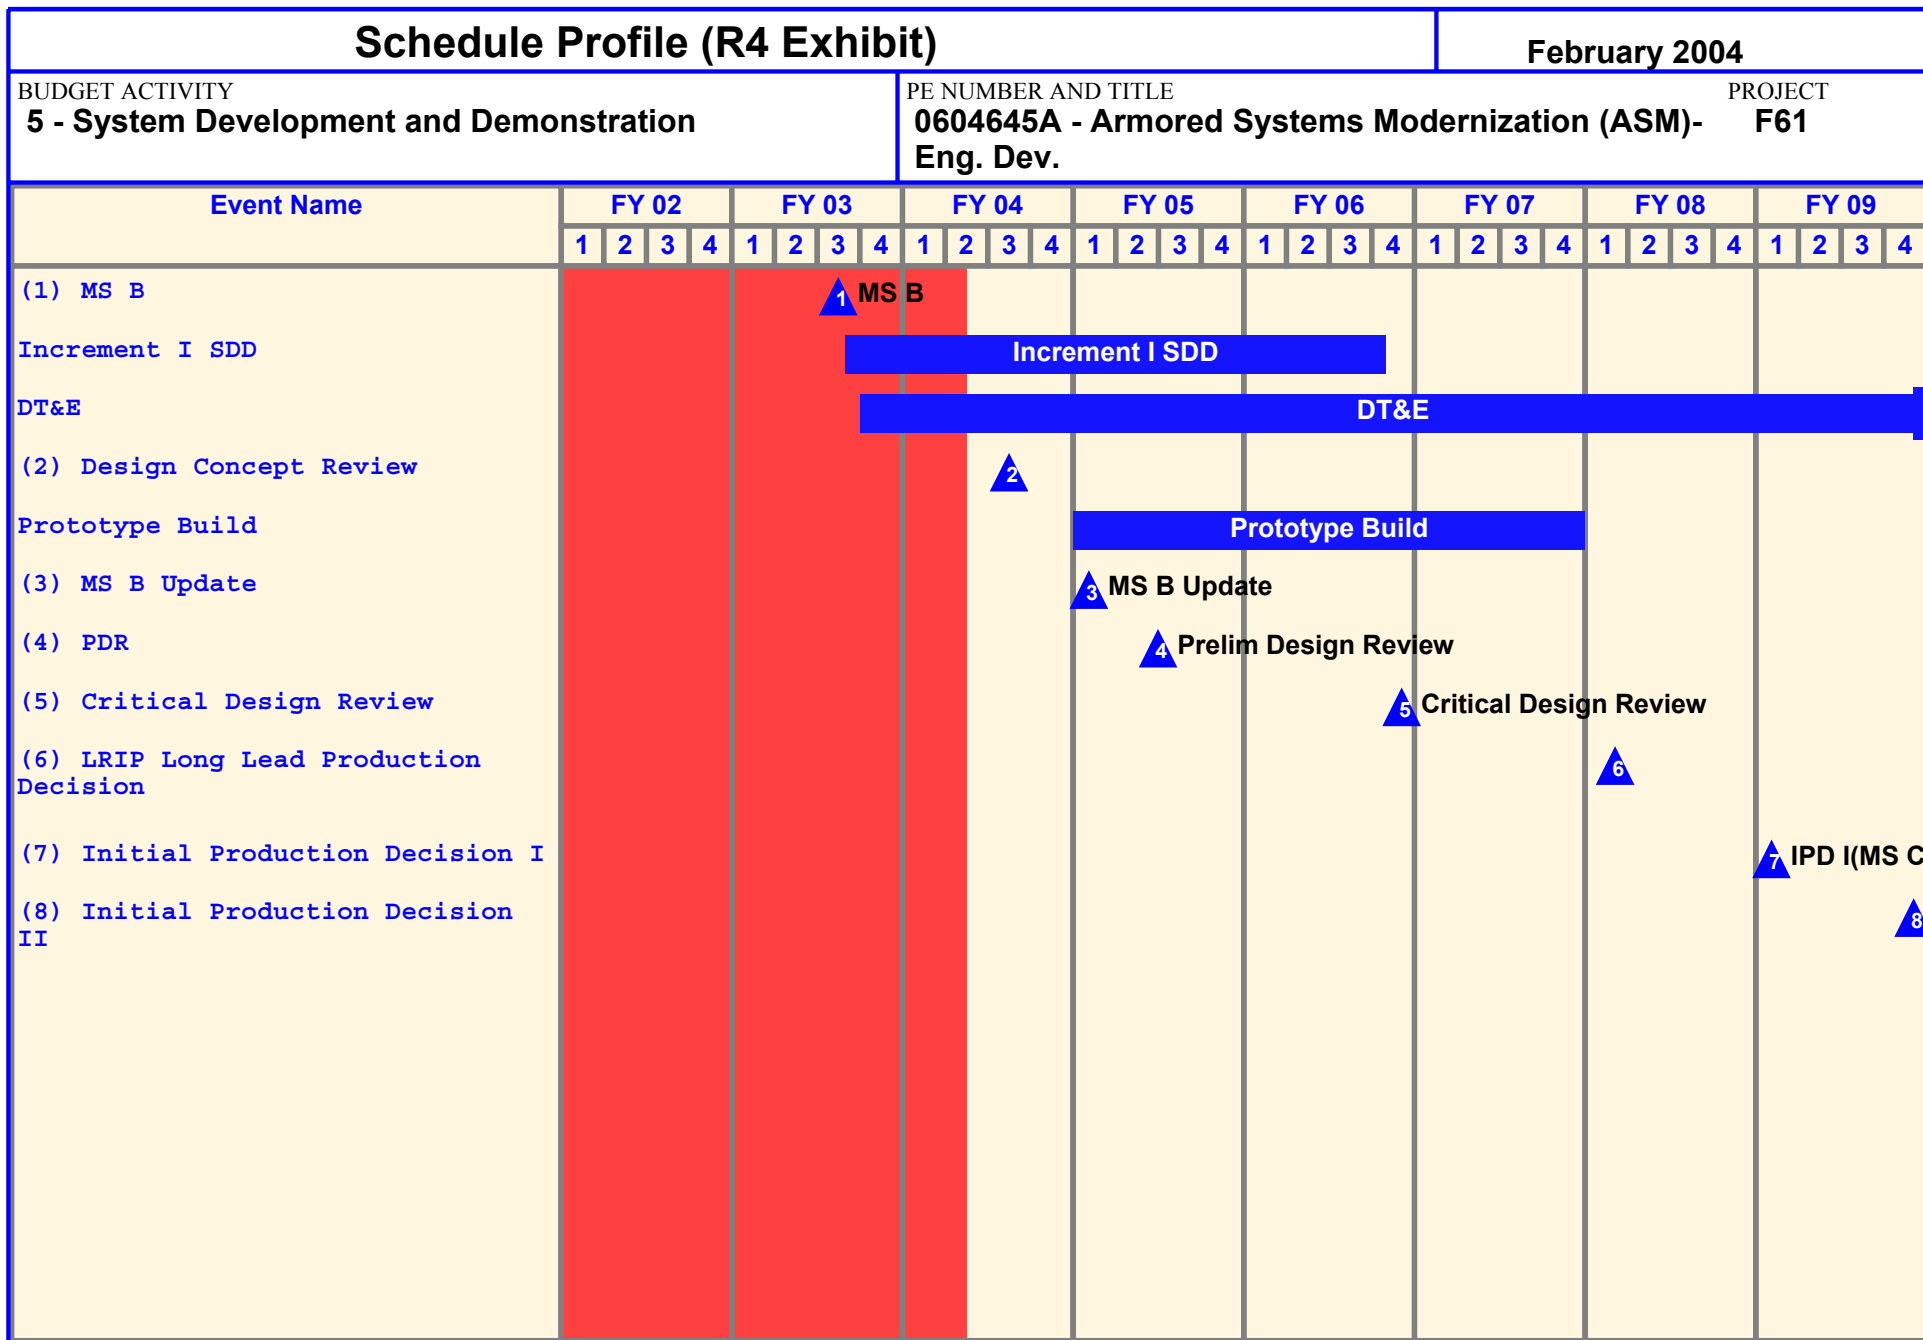 Schedule Profile (R4 Exhibit)
February 2004
BUDGET ACTIVITY
5 - System Development and Demonstration
PE NUMBER AND TITLE
0604645A - Armored Systems Modernization (ASM)-
Eng. Dev.
PROJECT
F61
Event Name
FY 02 FY 03 FY 04 FY 05 FY 06 FY 07 FY 08 FY 09
1 2 3 4 1 2 3 4 1 2 3 4 1 2 3 4 1 2 3 4 1 2 3 4 1 2 3 4 1 2 3 4
(1) MS B
1 MS B
Increment I SDD
Increment I SDD
DT&E
DT&E
(2) Design Concept Review
2
Prototype Build
Prototype Build
(3) MS B Update
3 MS B Update
(4) PDR
4 Prelim Design Review
(5) Critical Design Review
5 Critical Design Review
(6) LRIP Long Lead Production
Decision
6
(7) Initial Production Decision I
7 IPD I(MS C
(8) Initial Production Decision
II
8